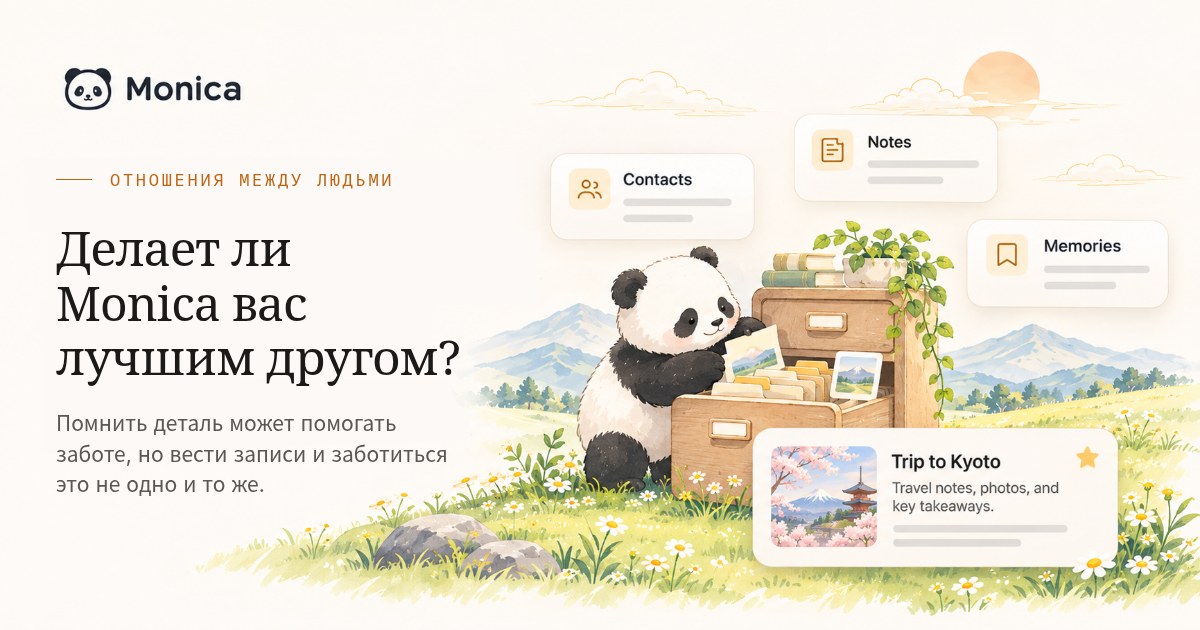 Monica
ОТНОШЕНИЯ МЕЖДУ ЛЮДЬМИ
Делает ли
Monica вас
лучшим другом?
Помнить деталь может помогать
заботе, но вести записи и заботиться
это не одно и то же.
Contacts
Notes
Memories
Trip to Kyoto
Travel notes, photos, and
key takeaways.